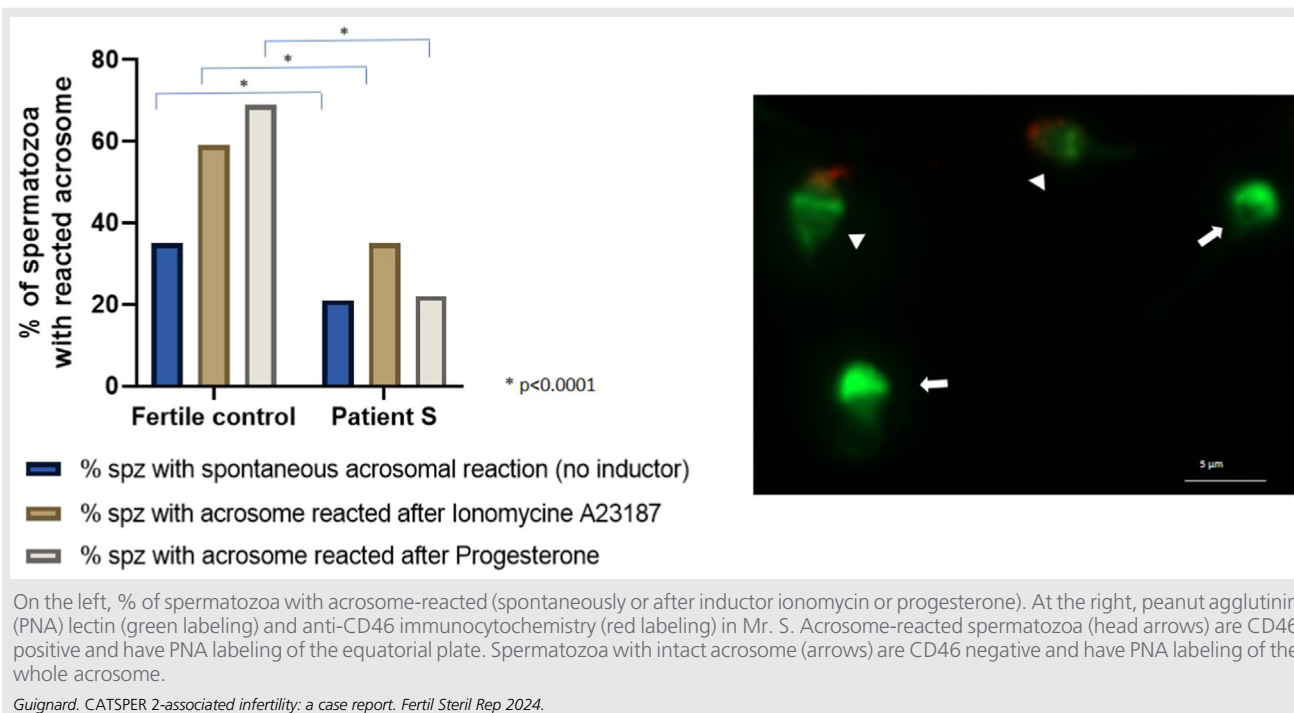 80
60
40
20
0
% of spermatozoa
with reacted acrosome
*
*
*
Fertile control
Patient S
* p<0.0001
% spz with spontaneous acrosomal reaction (no inductor)
% spz with acrosome reacted after Ionomycine A23187
% spz with acrosome reacted after Progesterone
5 µm
On the left, % of spermatozoa with acrosome-reacted (spontaneously or after inductor ionomycin or progesterone). At the right, peanut agglutinin
(PNA) lectin (green labeling) and anti-CD46 immunocytochemistry (red labeling) in Mr. S. Acrosome-reacted spermatozoa (head arrows) are CD46
positive and have PNA labeling of the equatorial plate. Spermatozoa with intact acrosome (arrows) are CD46 negative and have PNA labeling of the
whole acrosome.
Guignard. CATSPER 2-associated infertility: a case report. Fertil Steril Rep 2024.